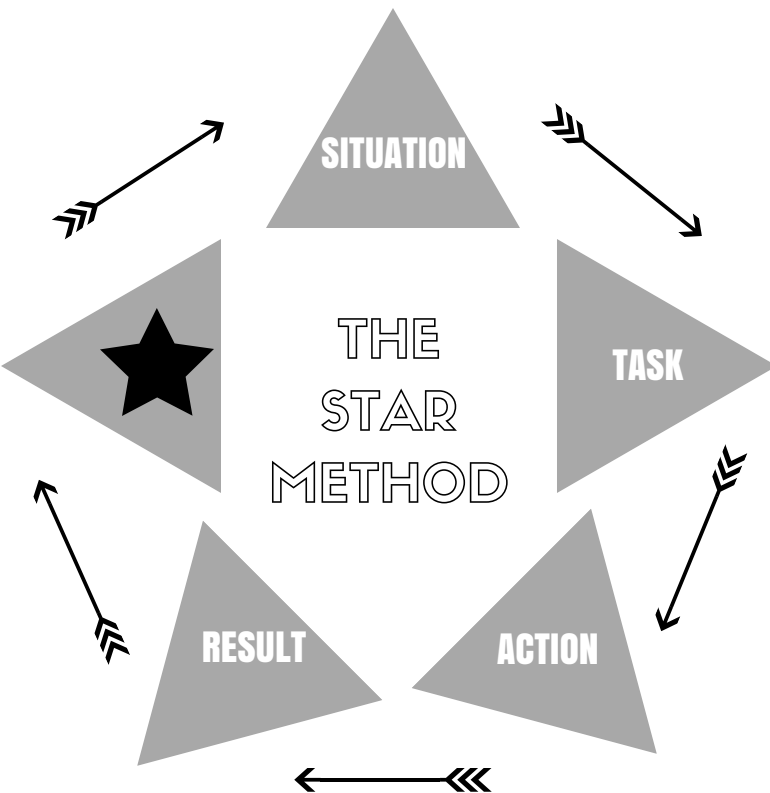 SITUATION
THE
STAR
METHOD
TASK
ACTION
RESULT